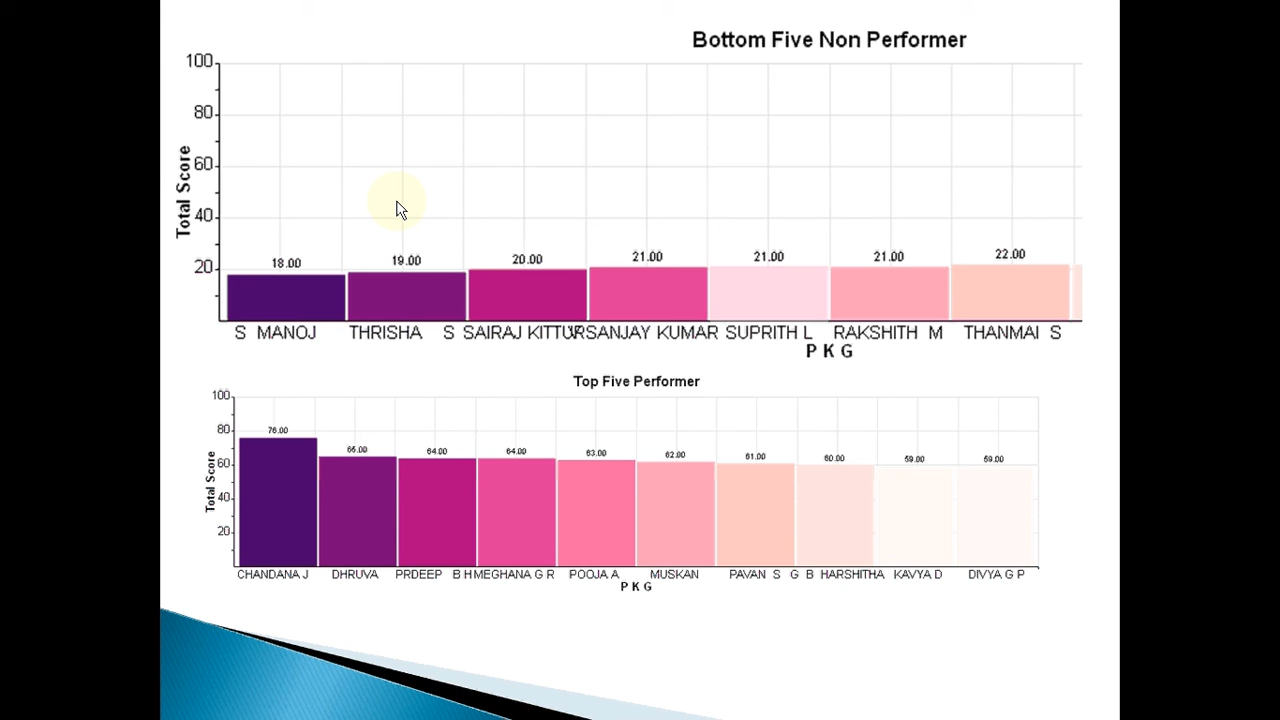 Bottom Five Non Performer
100
80
60
40
20
Total Score
18.00 19.00 20.00 21.00 21.00 21.00 22.00
S MANOJ THRISHA S SAIRAJ KITTUR SANJAY KUMAR SUPRITH L RAKSHITH M THANMAI S
P K G
Top Five Performer
100
80
60
40
20
Total Score
76.00 65.00 64.00 64.00 63.00 62.00 61.00 60.00 59.00 59.00
CHANDANA J DHRUVA PRDEEP B H MEGHANA G R POOJA A MUSKAN PAVAN S G B HARSHITHA KAVYA D DIVYA G P
P K G